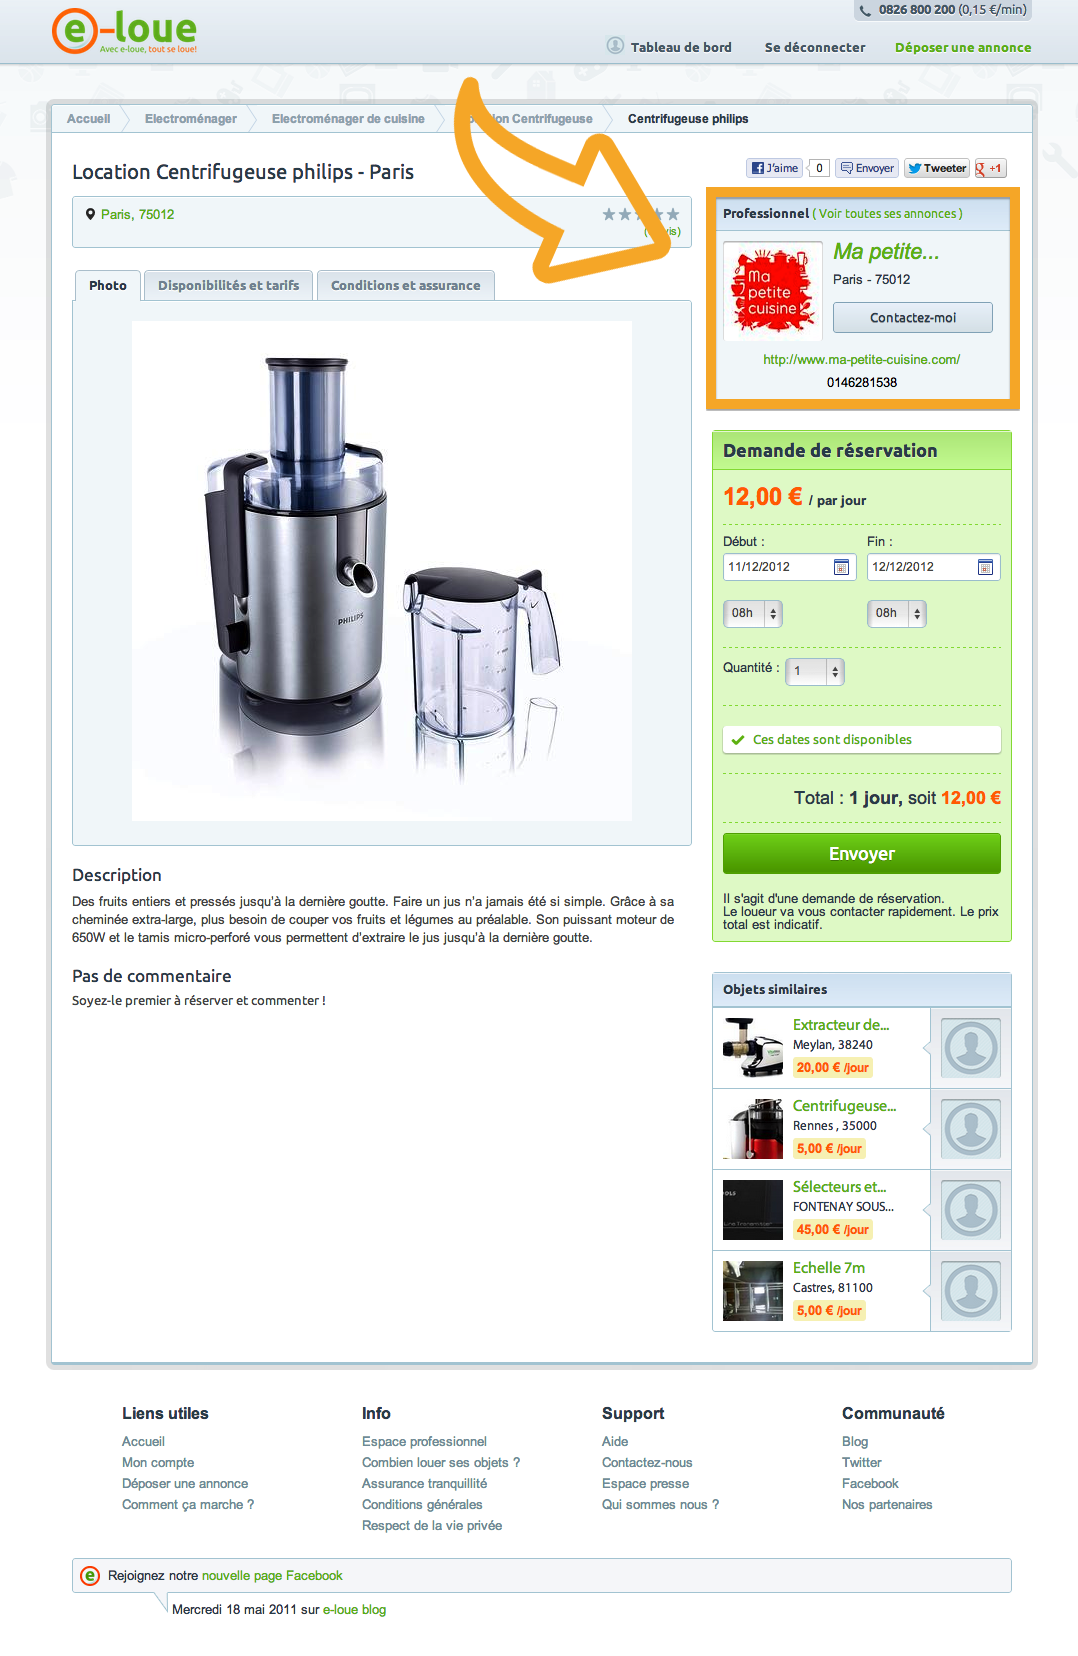 0826 800 200 (0,15 €/min)
e-loue
Avec e-loue, tout se loue!
Tableau de bord
Se déconnecter
Déposer une annonce
Accueil
Electroménager
Electroménager de cuisine
on Centrifugeuse
Centrifugeuse philips
Location Centrifugeuse philips - Paris
J'aime
0
Envoyer
Tweeter
+1
Paris, 75012
Professionnel ( Voir toutes ses annonces )
Ma petite cuisine
Ma petite...
Paris - 75012
Contactez-moi
http://www.ma-petite-cuisine.com/
0146281538
Photo
Disponibilités et tarifs
Conditions et assurance
PHILIPS
Demande de réservation
12,00 € / par jour
Début :
Fin :
11/12/2012
12/12/2012
08h
08h
Quantité : 1
Ces dates sont disponibles
Total : 1 jour, soit 12,00 €
Envoyer
Il s'agit d'une demande de réservation.
Le loueur va vous contacter rapidement. Le prix
total est indicatif.
Description
Des fruits entiers et pressés jusqu'à la dernière goutte. Faire un jus n'a jamais été si simple. Grâce à sa
cheminée extra-large, plus besoin de couper vos fruits et légumes au préalable. Son puissant moteur de
650W et le tamis micro-perforé vous permettent d'extraire le jus jusqu'à la dernière goutte.
Pas de commentaire
Soyez-le premier à réserver et commenter !
Objets similaires
Extracteur de...
Meylan, 38240
20,00 € /jour
Centrifugeuse...
Rennes , 35000
5,00 € /jour
Sélecteurs et...
FONTENAY SOUS...
45,00 € /jour
Echelle 7m
Castres, 81100
5,00 € /jour
Liens utiles
Accueil
Mon compte
Déposer une annonce
Comment ça marche ?
Info
Espace professionnel
Combien louer ses objets ?
Assurance tranquillité
Conditions générales
Respect de la vie privée
Support
Aide
Contactez-nous
Espace presse
Qui sommes nous ?
Communauté
Blog
Twitter
Facebook
Nos partenaires
Rejoignez notre nouvelle page Facebook
Mercredi 18 mai 2011 sur e-loue blog